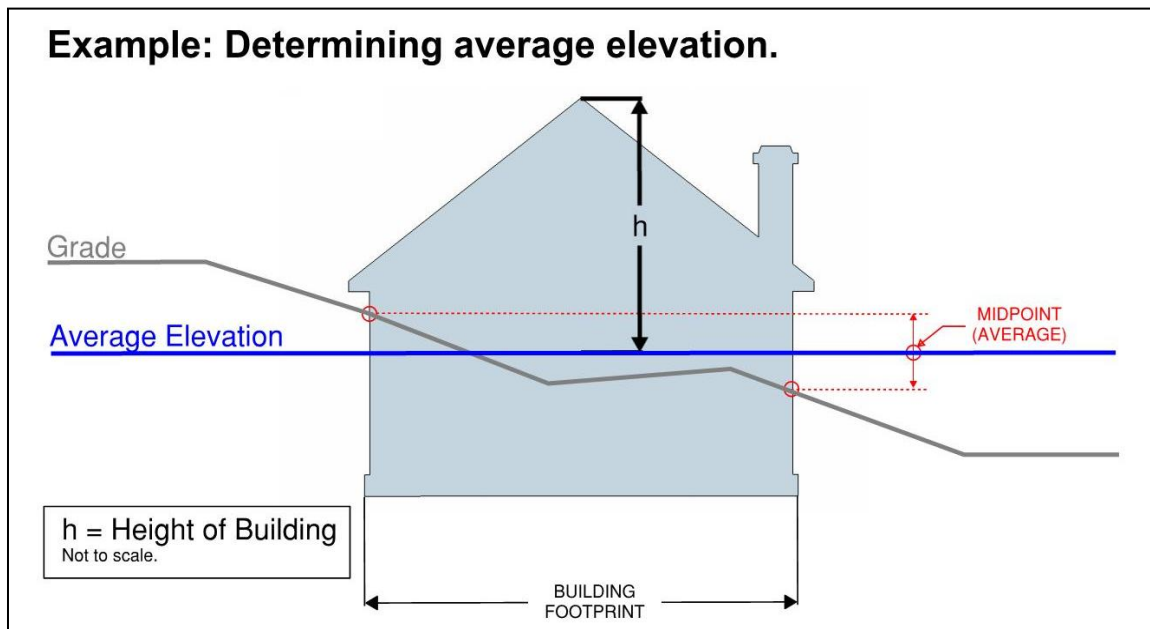 Example: Determining average elevation.
h
Grade
Average Elevation
MIDPOINT
(AVERAGE)
h = Height of Building
Not to scale.
BUILDING
FOOTPRINT